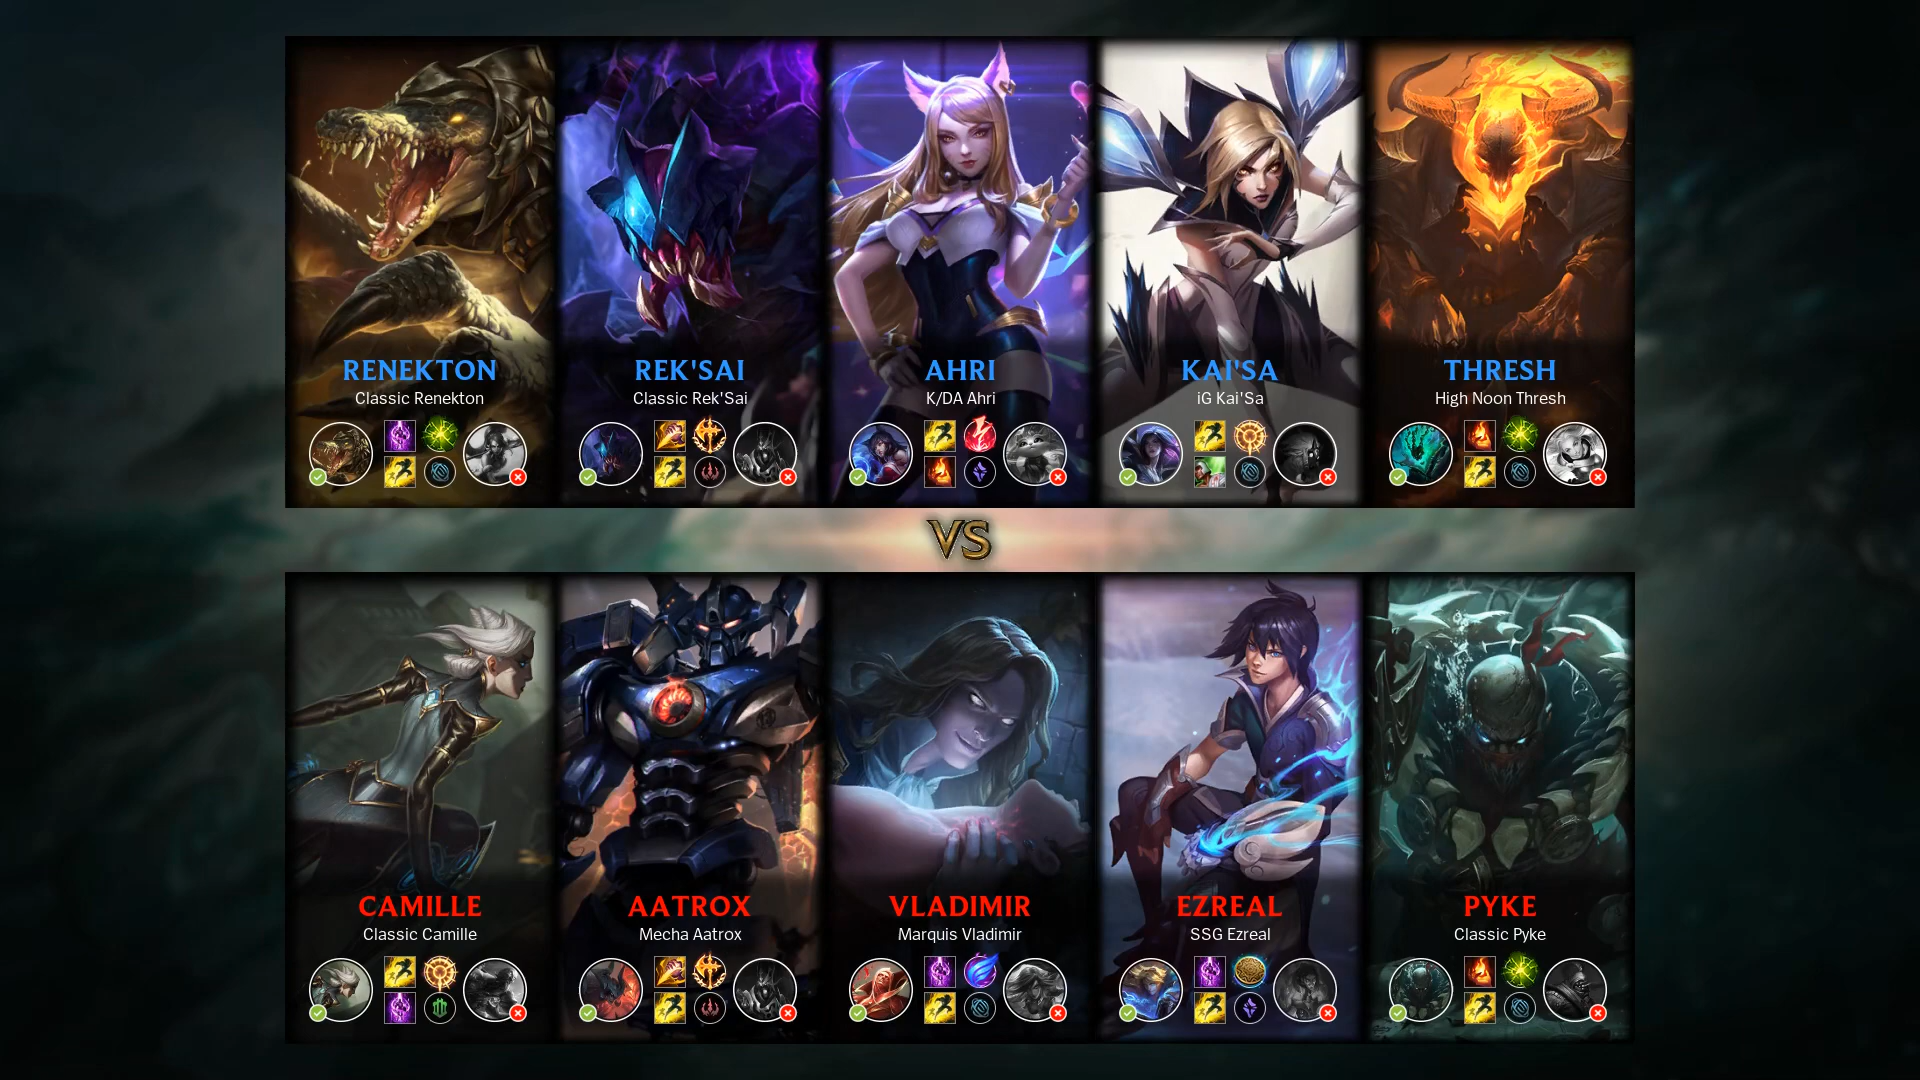 RENEKTON
Classic Renekton
REK'SAI
Classic Rek'Sai
AHRI
K/DA Ahri
KAI'SA
iG Kai'Sa
THRESH
High Noon Thresh
VS
CAMILLE
Classic Camille
AATROX
Mecha Aatrox
VLADIMIR
Marquis Vladimir
EZREAL
SSG Ezreal
PYKE
Classic Pyke